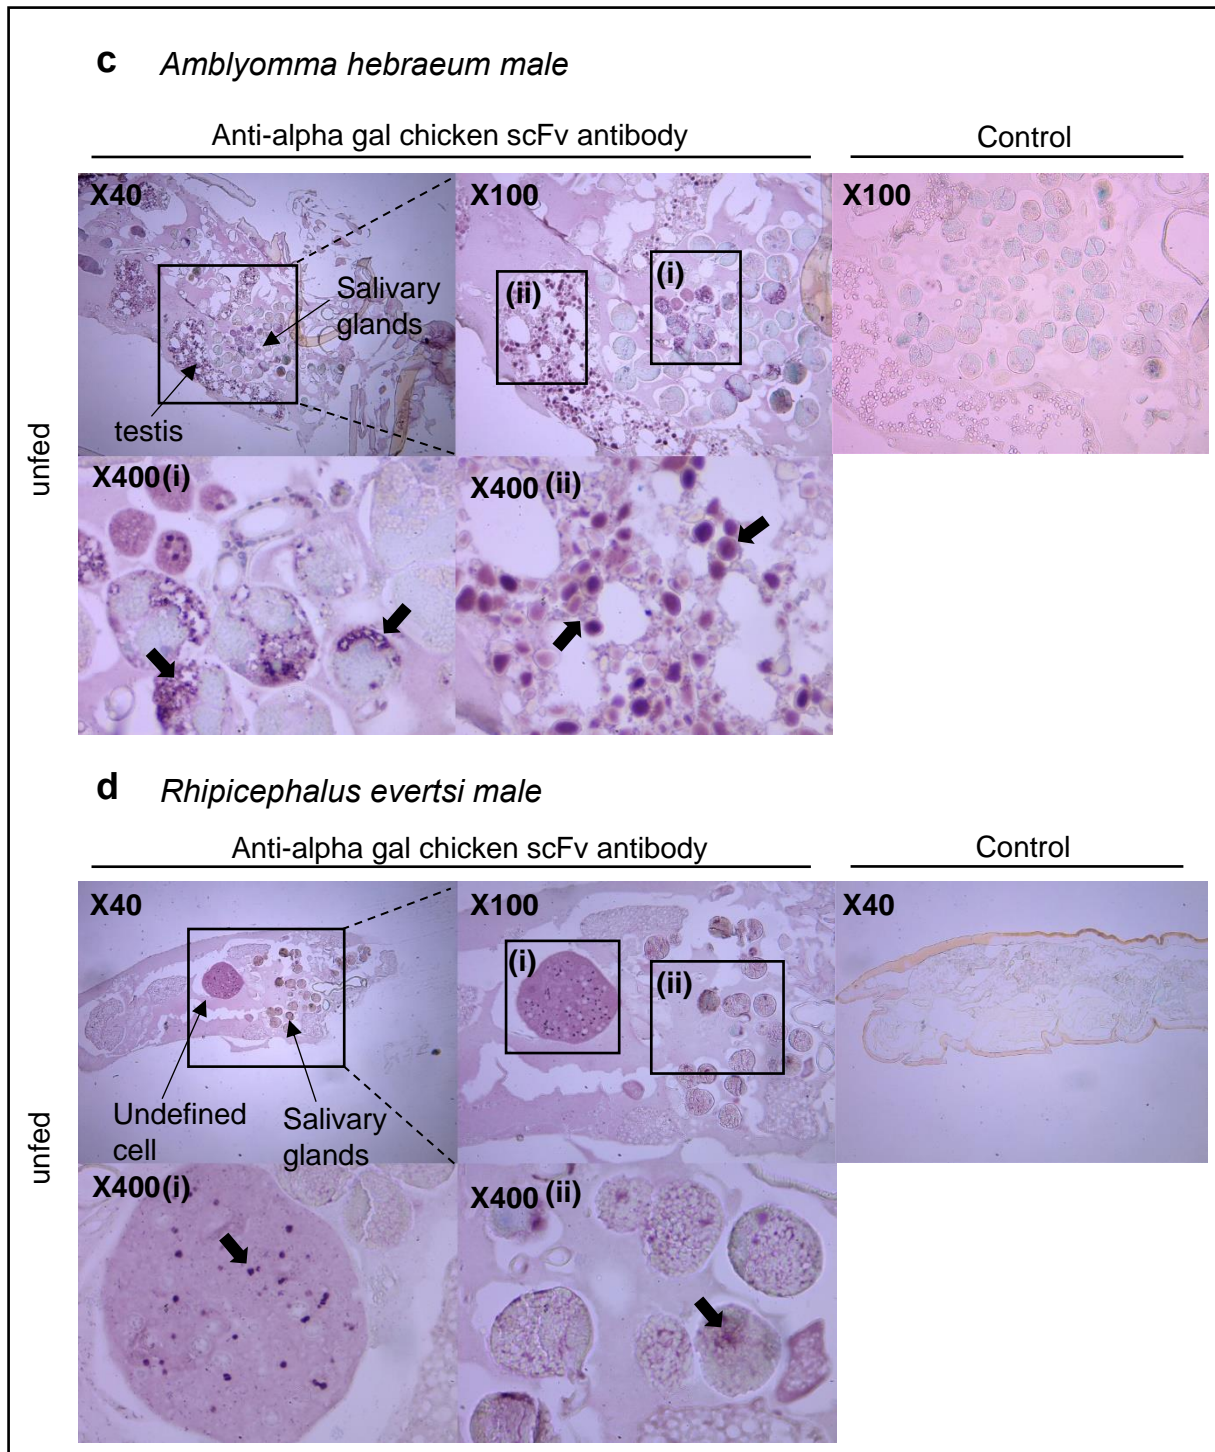 c Amblyomma hebraeum male
Anti-alpha gal chicken scFv antibody
Control
unfed
X40
Salivary
glands
testis
X100
(ii)
(i)
X100
X400(i)
X400(ii)
d Rhipicephalus evertsi male
Anti-alpha gal chicken scFv antibody
Control
unfed
X40
Undefined
cell
Salivary
glands
X100
(i)
(ii)
X40
X400(i)
X400(ii)